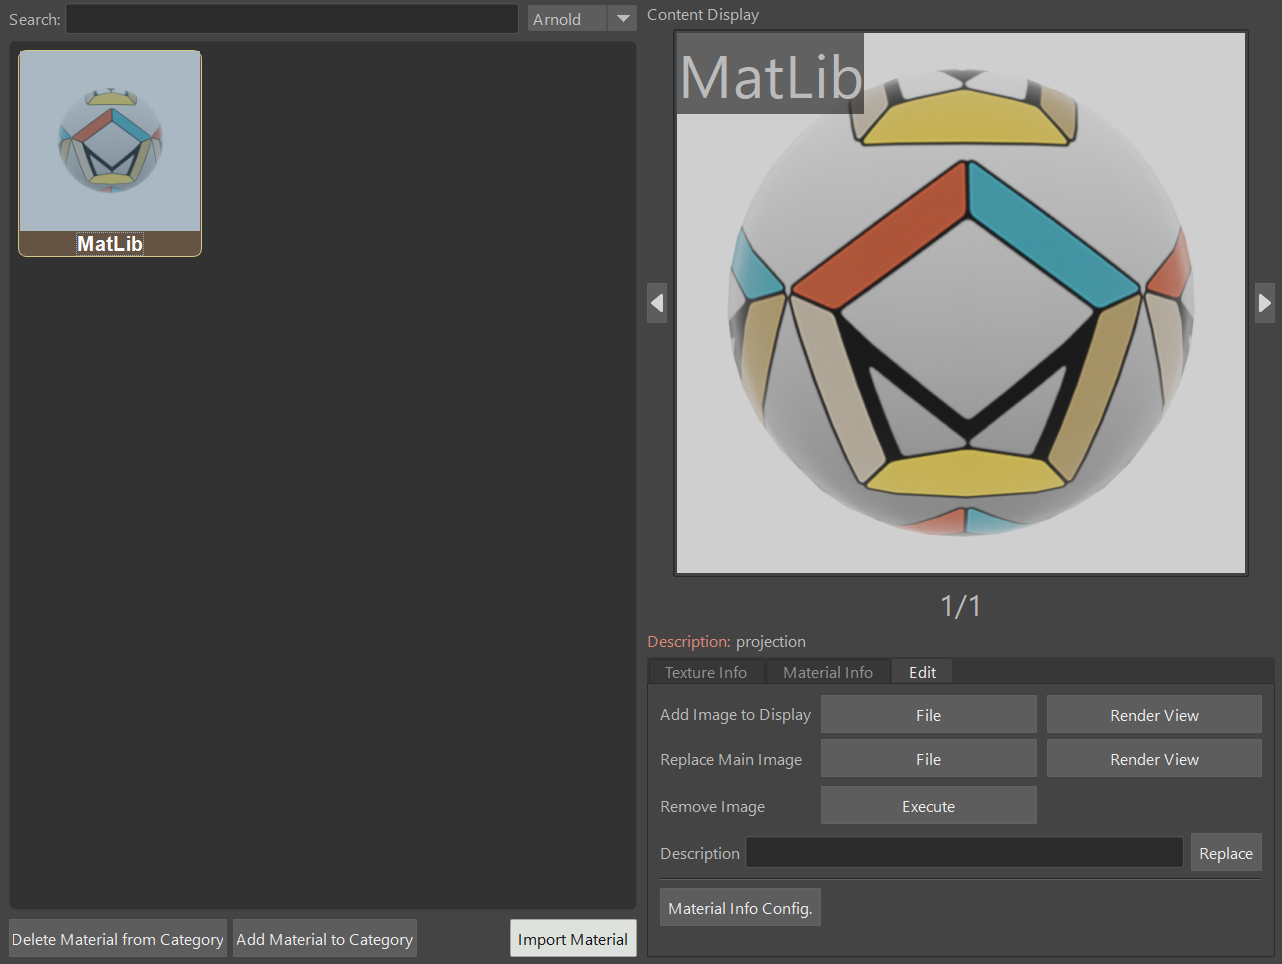 Search:
Arnold
Content Display
MatLib
MatLib
1/1
Description: projection
Texture Info
Material Info
Edit
Add Image to Display
File
Render View
Replace Main Image
File
Render View
Remove Image
Execute
Description
Replace
Material Info Config.
Delete Material from Category
Add Material to Category
Import Material